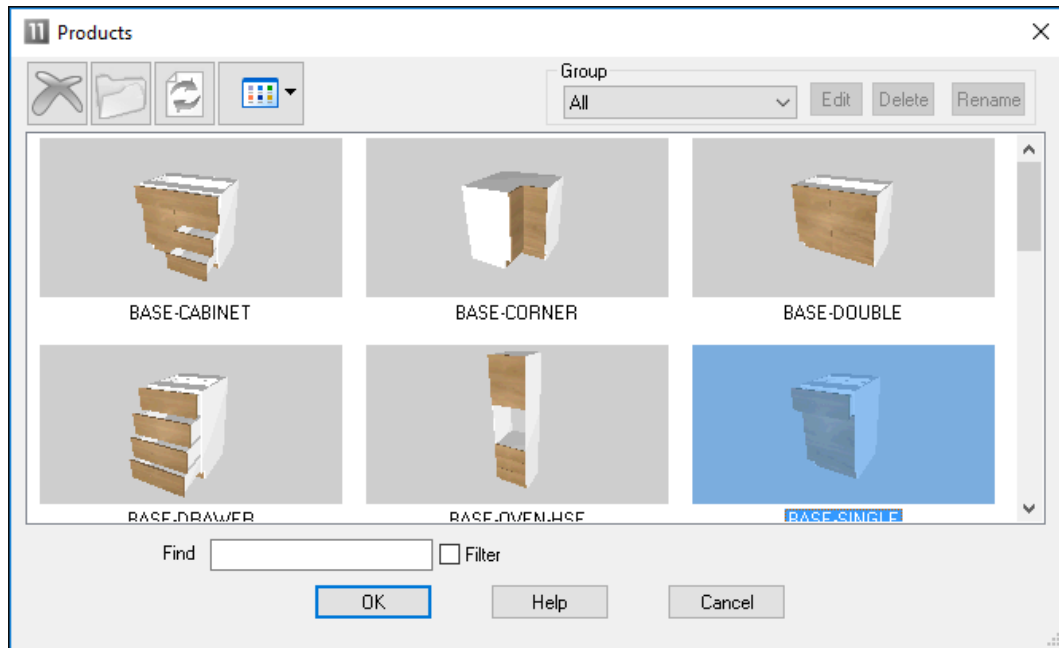 11 Products
Group
All Edit Delete Rename
BASE-CABINET BASE-CORNER BASE-DOUBLE
BASE-DRAWER BASE-OVEN-HSE BASE-SINGLE
Find Filter
OK Help Cancel